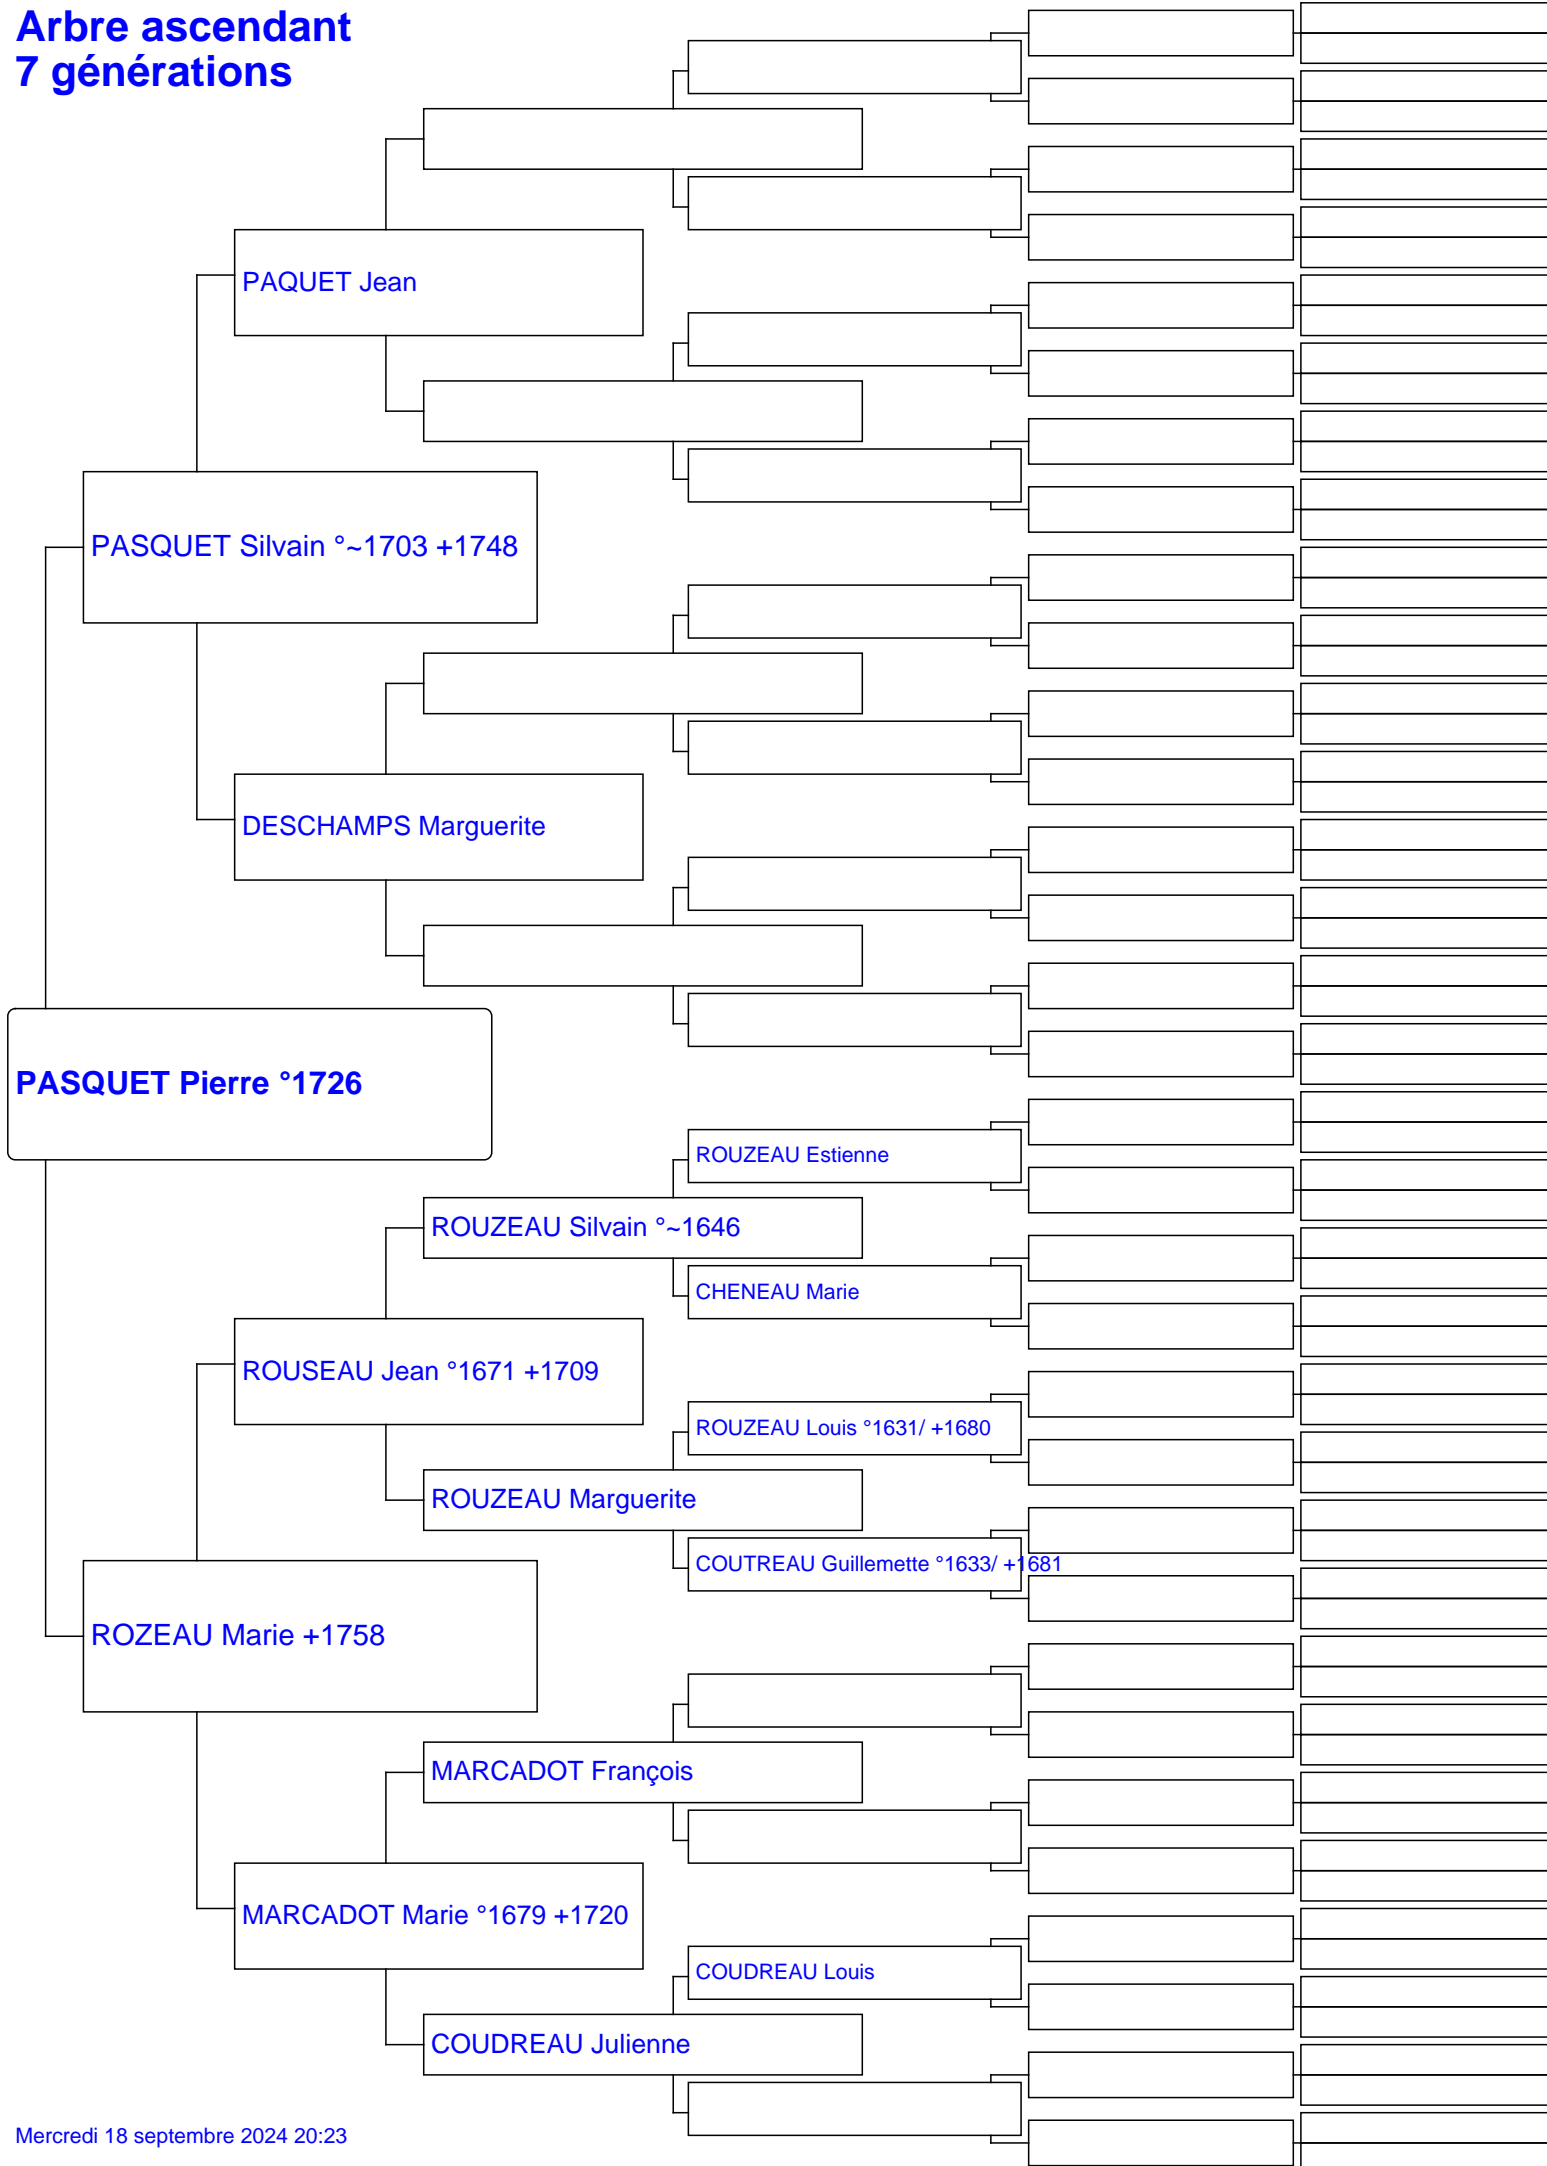 Arbre ascendant
7 générations
PAQUET Jean
PASQUET Silvain °~1703 +1748
DESCHAMPS Marguerite
PASQUET Pierre °1726
ROUZEAU Estienne
ROUZEAU Silvain °~1646
CHENEAU Marie
ROUSEAU Jean °1671 +1709
ROUZEAU Louis °1631/ +1680
ROUZEAU Marguerite
COUTREAU Guillemette °1633/ +1681
ROZEAU Marie +1758
MARCADOT François
MARCADOT Marie °1679 +1720
COUDREAU Louis
COUDREAU Julienne
Mercredi 18 septembre 2024 20:23